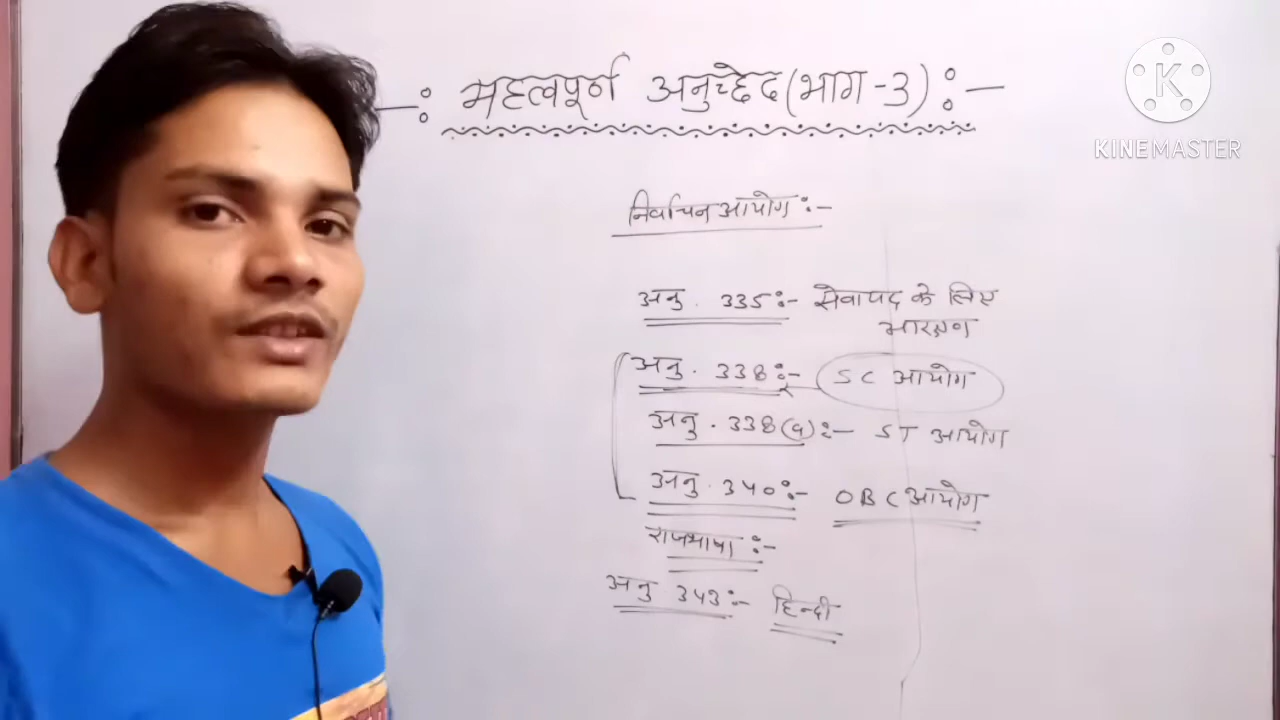 -: महत्वपूर्ण अनुच्छेद (भाग-3) :-
KINEMASTER
निर्वाचन आयोग :-
अनु. 335 :- सेवापद के लिए
आरक्षण
अनु. 338 :- SC आयोग
अनु. 338(a) :- ST आयोग
अनु. 340 :- OBC आयोग
राजभाषा :-
अनु. 343 :- हिन्दी